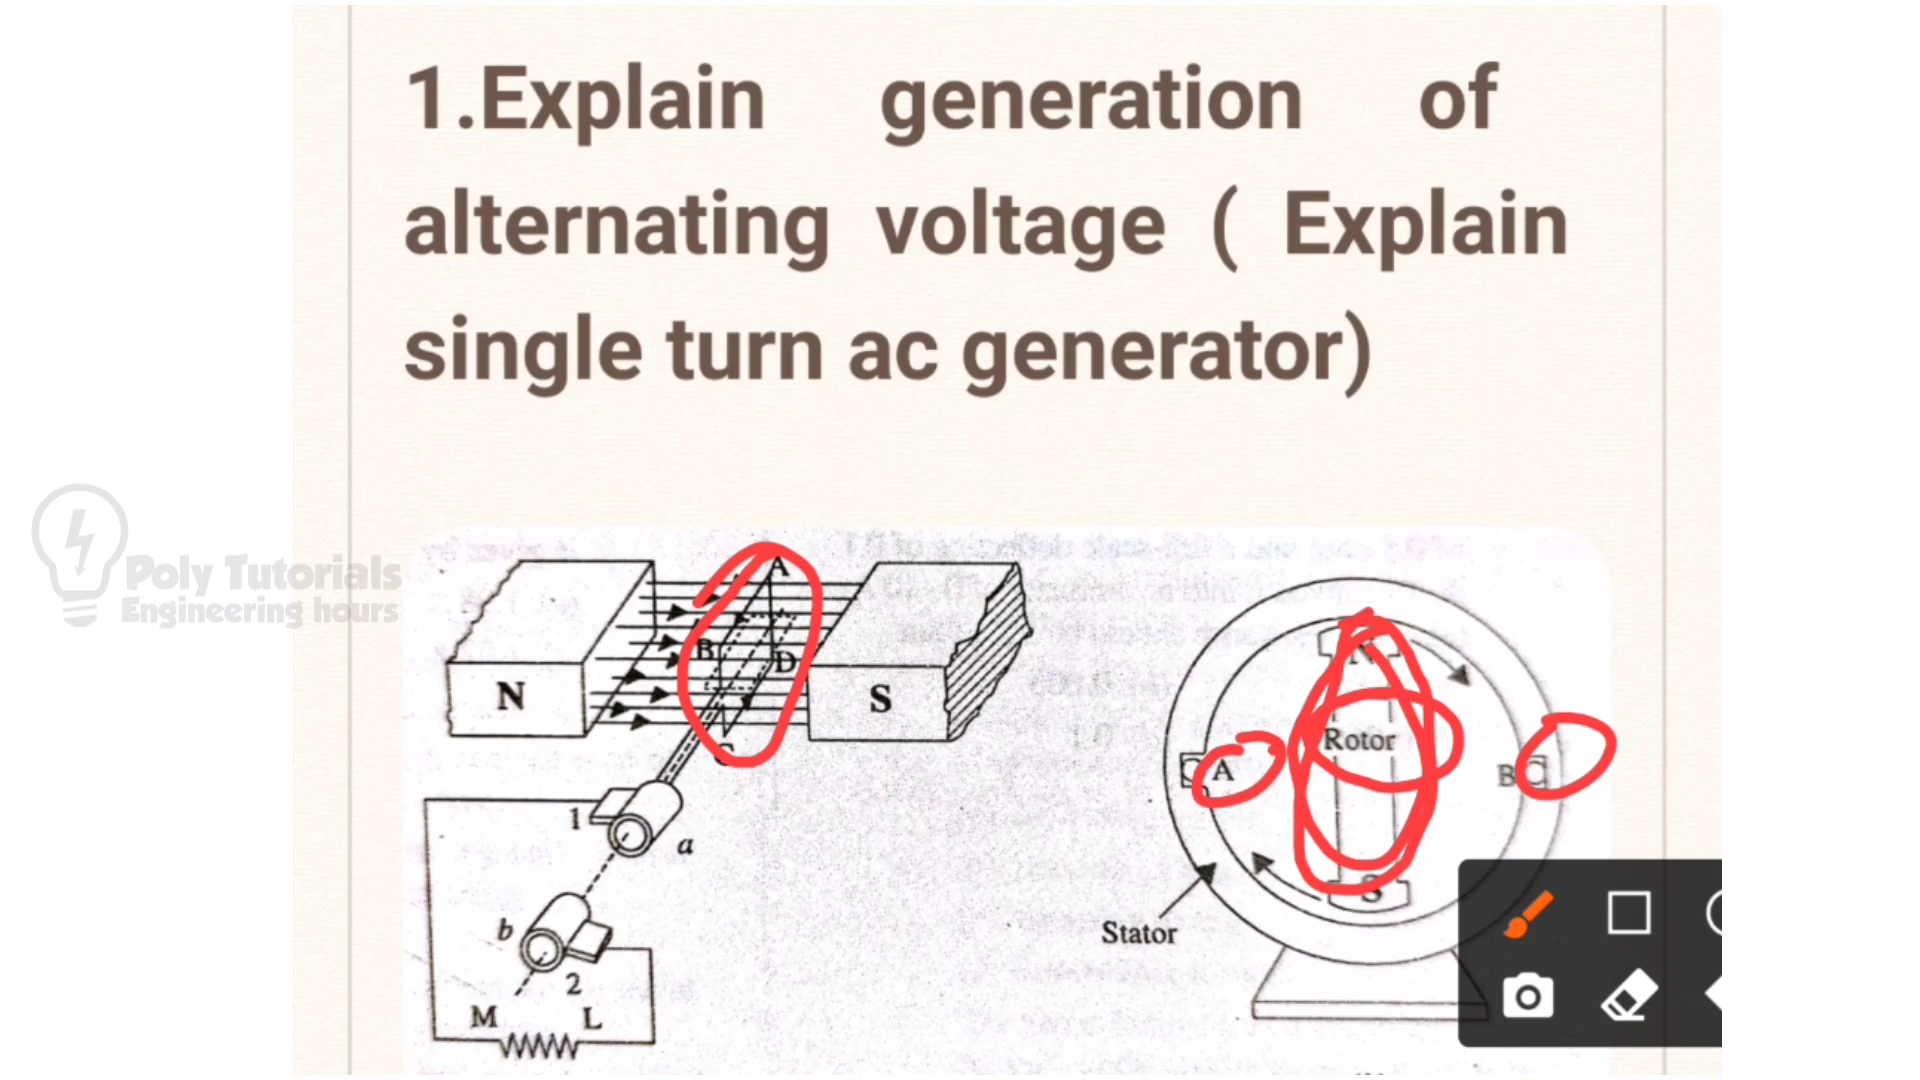 1.Explain generation of
alternating voltage ( Explain
single turn ac generator)
Poly Tutorials
Engineering hours
A
B
D
N
S
C
1
a
b
2
M
L
N
Rotor
A
B
S
Stator